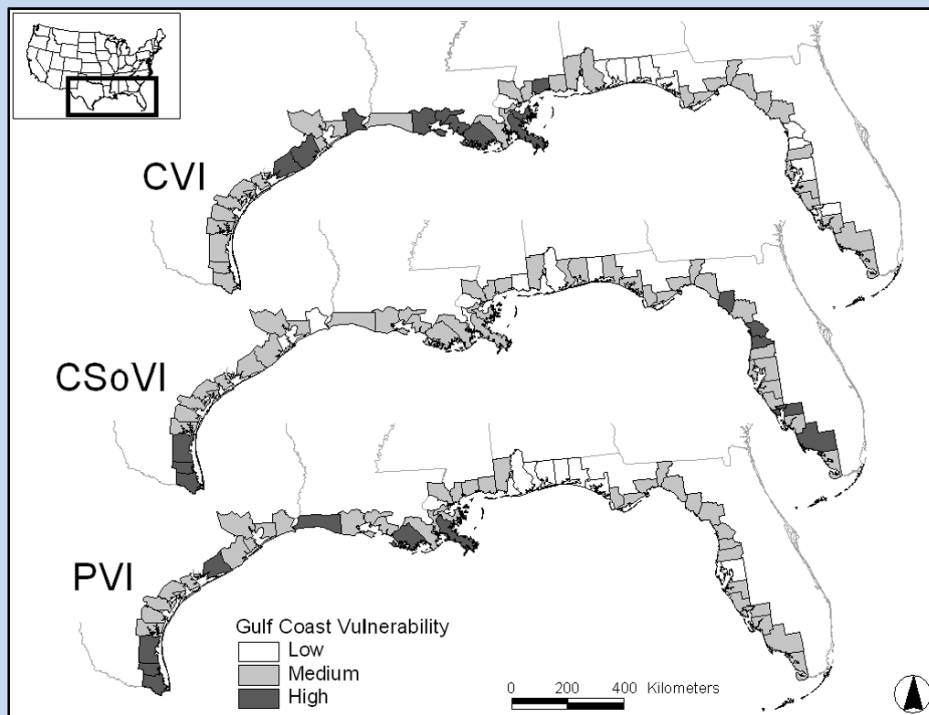 CVI
CSoVI
PVI
Gulf Coast Vulnerability
Low
Medium
High
0 200 400 Kilometers